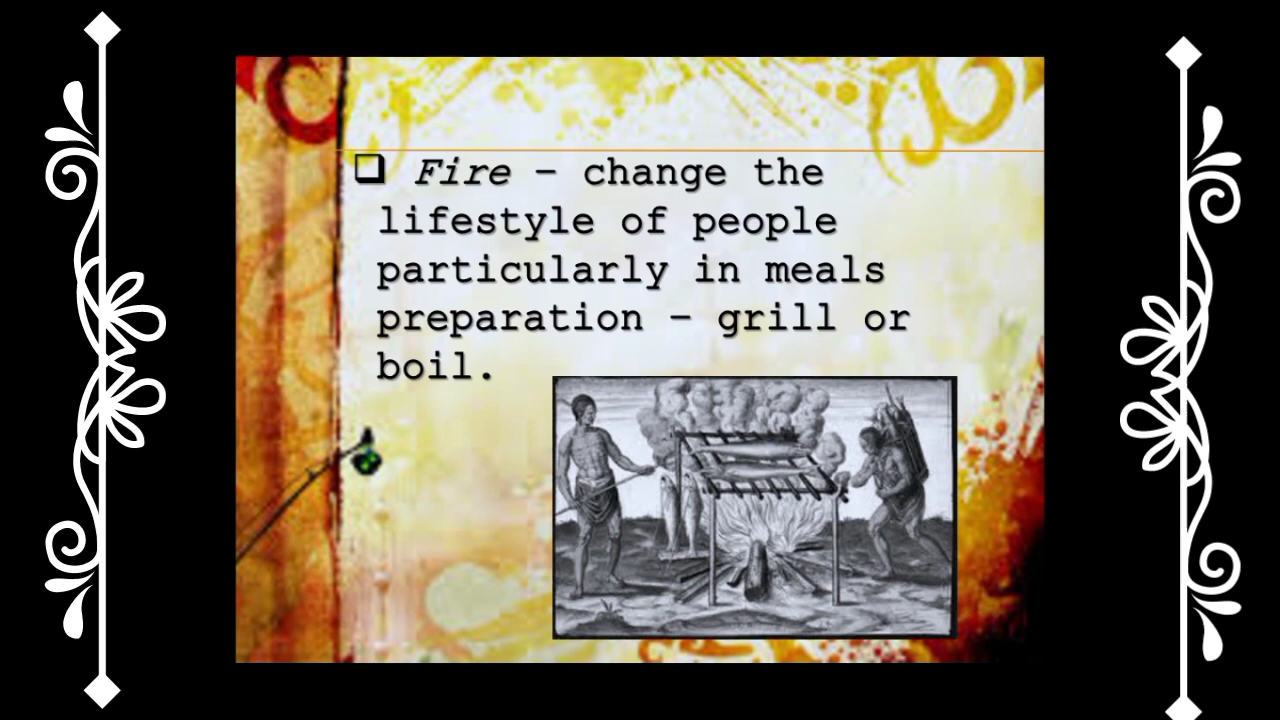 ❑ Fire – change the
lifestyle of people
particularly in meals
preparation – grill or
boil.